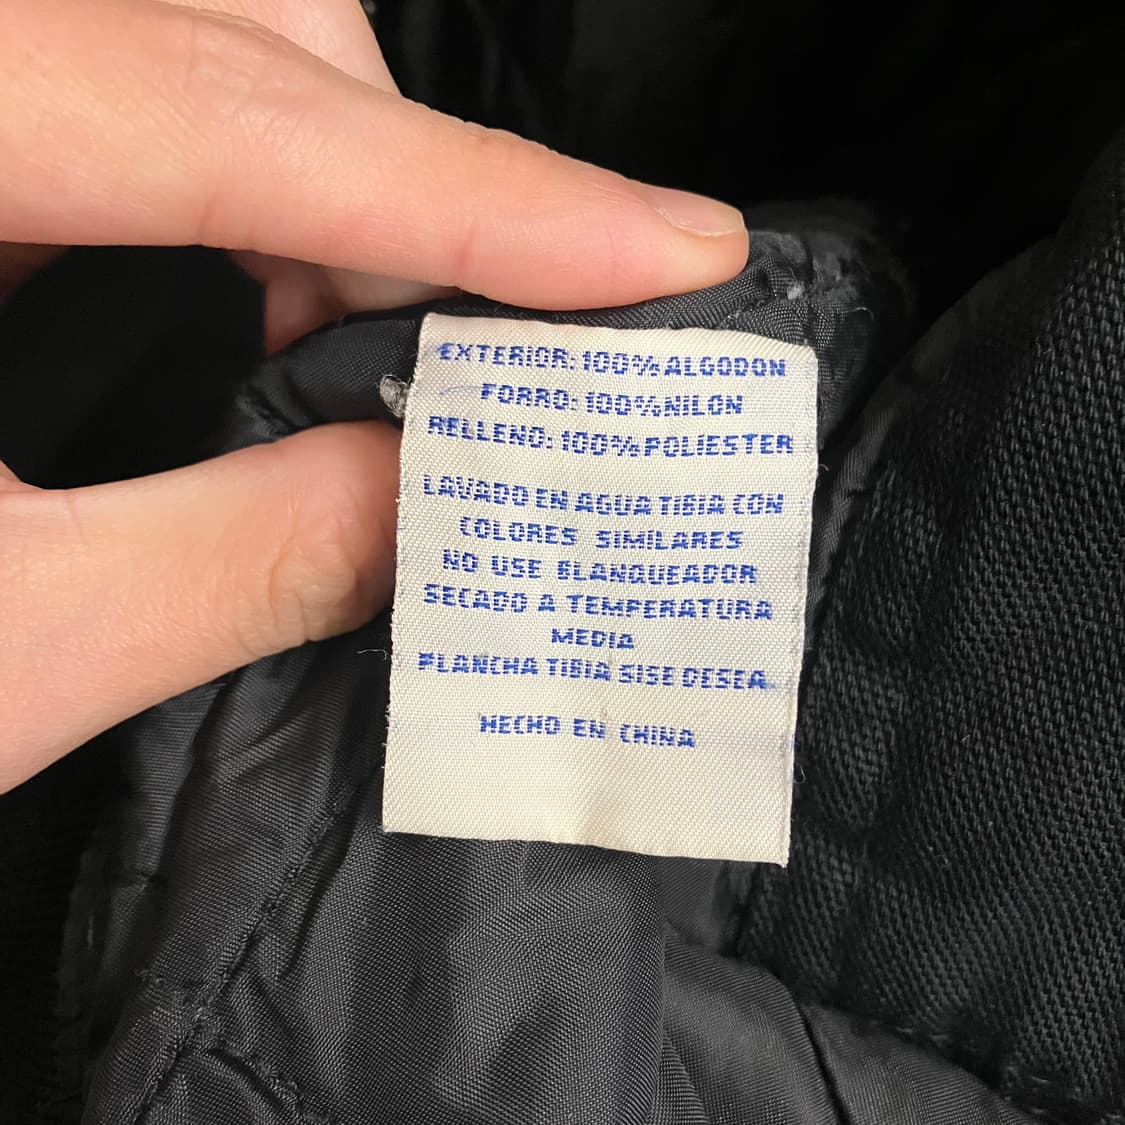 EXTERIOR: 100% ALGODON
FORRO: 100% NILON
RELLENO: 100% POLIESTER
LAVADO EN AGUA TIBIA CON
COLORES SIMILARES
NO USE BLANQUEADOR
SECADO A TEMPERATURA
MEDIA
PLANCHA TIBIA SISE DESEA.
HECHO EN CHINA